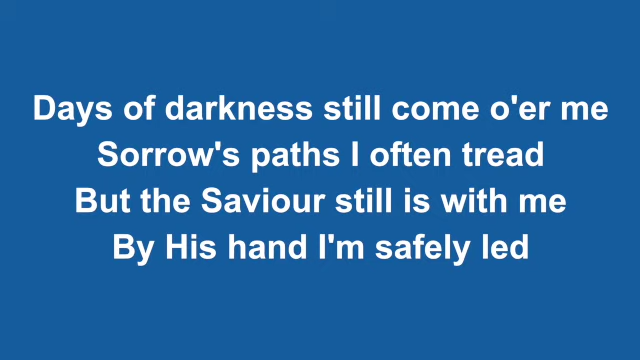 Days of darkness still come o'er me
Sorrow's paths I often tread
But the Saviour still is with me
By His hand I'm safely led